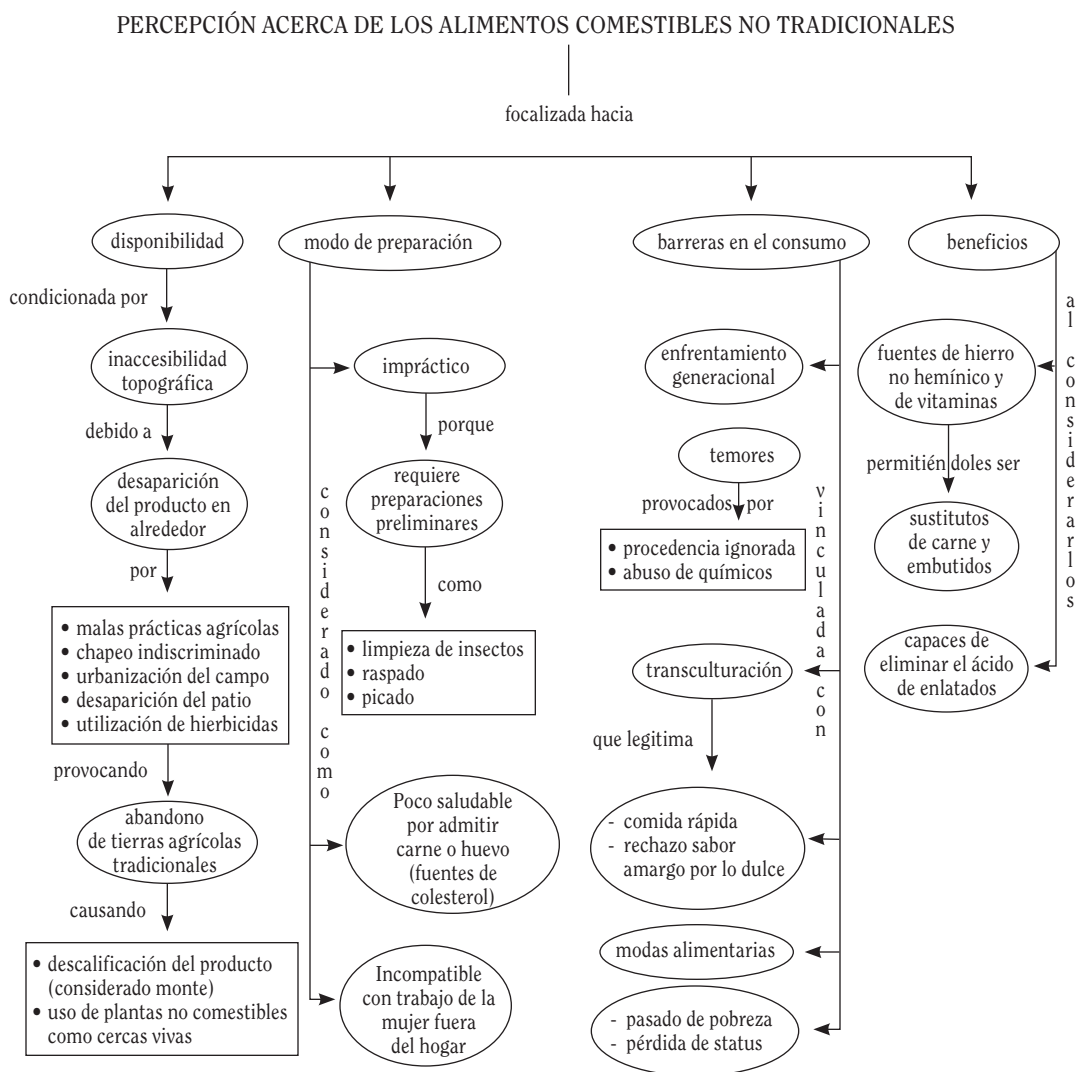 PERCEPCIÓN ACERCA DE LOS ALIMENTOS COMESTIBLES NO TRADICIONALES
focalizada hacia
disponibilidad
condicionada por
inaccesibilidad
topográfica
debido a
desaparición
del producto en
alrededor
por
• malas prácticas agrícolas
• chapeo indiscriminado
• urbanización del campo
• desaparición del patio
• utilización de hierbicidas
provocando
abandono
de tierras agrícolas
tradicionales
causando
• descalificación del producto
(considerado monte)
• uso de plantas no comestibles
como cercas vivas
modo de preparación
considerado como
impráctico
porque
requiere
preparaciones
preliminares
como
• limpieza de insectos
• raspado
• picado
Poco saludable
por admitir
carne o huevo
(fuentes de
colesterol)
Incompatible
con trabajo de la
mujer fuera
del hogar
barreras en el consumo
vinculada con
enfrentamiento
generacional
temores
provocados por
• procedencia ignorada
• abuso de químicos
transculturación
que legitima
- comida rápida
- rechazo sabor
amargo por lo dulce
modas alimentarias
- pasado de pobreza
- pérdida de status
beneficios
al considerarlos
fuentes de hierro
no hemínico y
de vitaminas
permitién doles ser
sustitutos
de carne y
embutidos
capaces de
eliminar el ácido
de enlatados